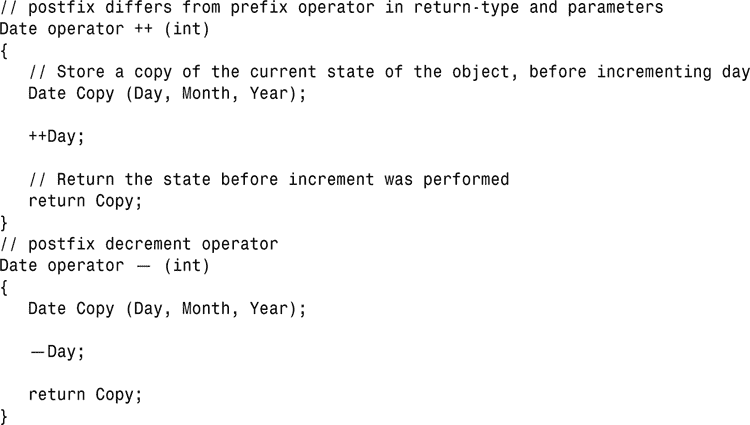 // postfix differs from prefix operator in return-type and parameters
Date operator ++ (int)
{
// Store a copy of the current state of the object, before incrementing day
Date Copy (Day, Month, Year);
++Day;
// Return the state before increment was performed
return Copy;
}
// postfix decrement operator
Date operator — (int)
{
Date Copy (Day, Month, Year);
—Day;
return Copy;
}